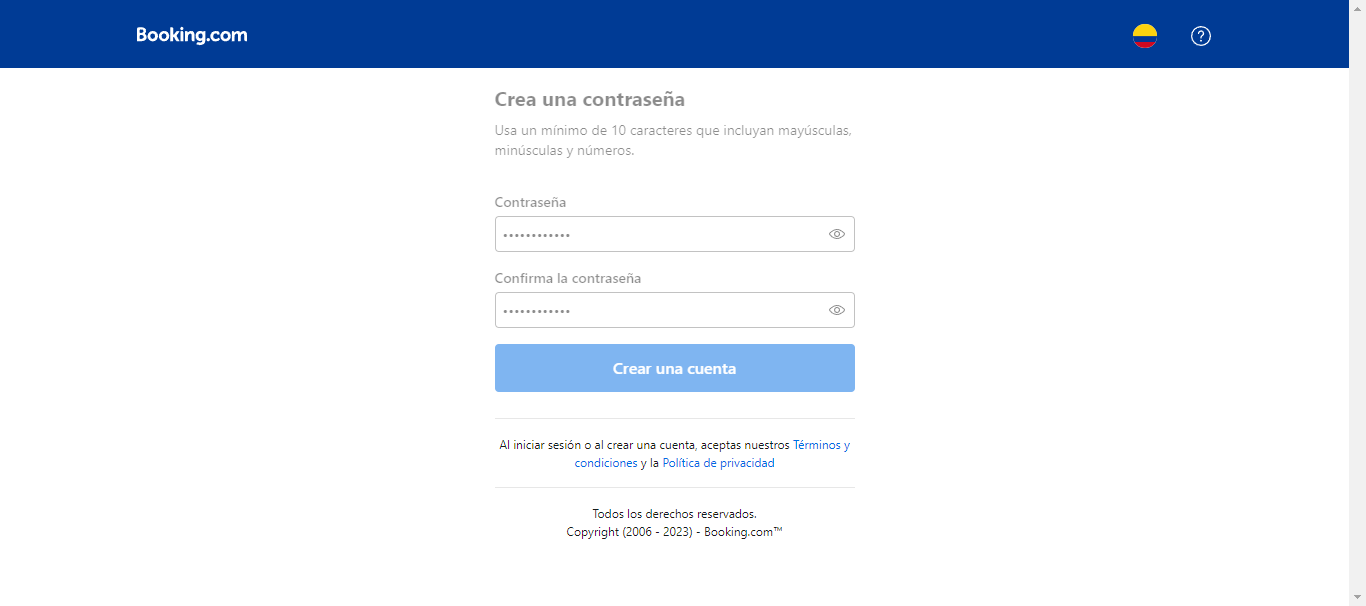 Booking.com
Crea una contraseña
Usa un mínimo de 10 caracteres que incluyan mayúsculas,
minúsculas y números.
Contraseña
••••••••••••
Confirma la contraseña
••••••••••••
Crear una cuenta
Al iniciar sesión o al crear una cuenta, aceptas nuestros Términos y
condiciones y la Política de privacidad
Todos los derechos reservados.
Copyright (2006 - 2023) - Booking.com™